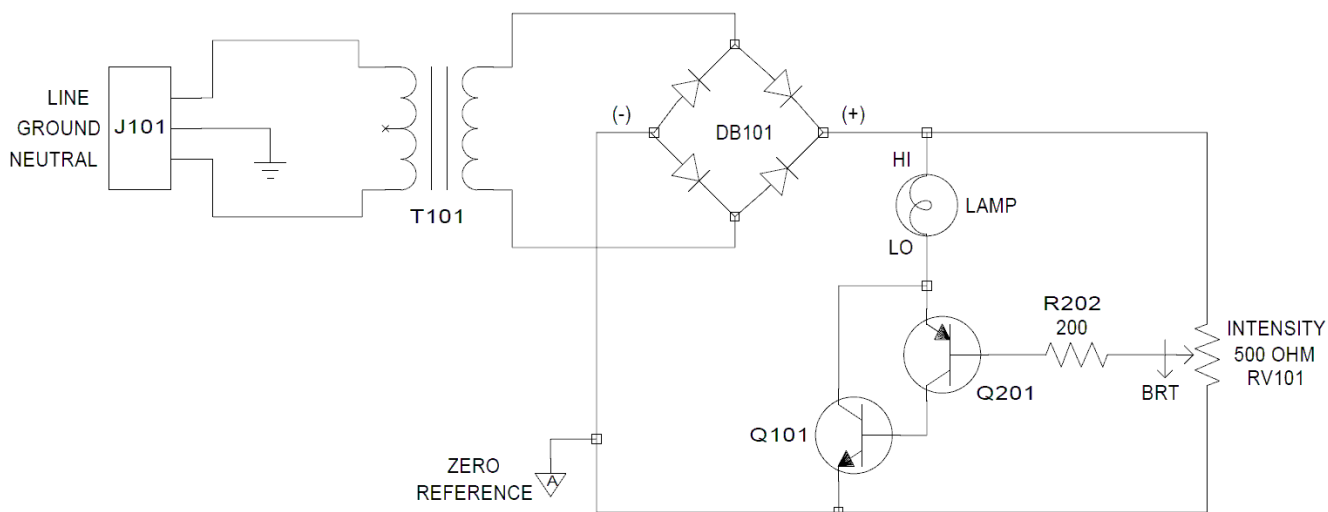 LINE
GROUND
NEUTRAL
J101
T101
(-)
DB101
(+)
HI
LAMP
LO
R202
200
INTENSITY
500 OHM
RV101
BRT
Q201
Q101
ZERO
REFERENCE
A